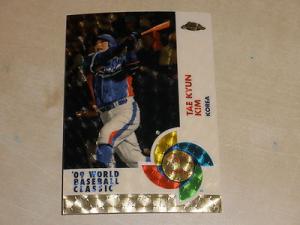 TAE KYUN
KIM
KOREA
'09 WORLD
BASEBALL
CLASSIC